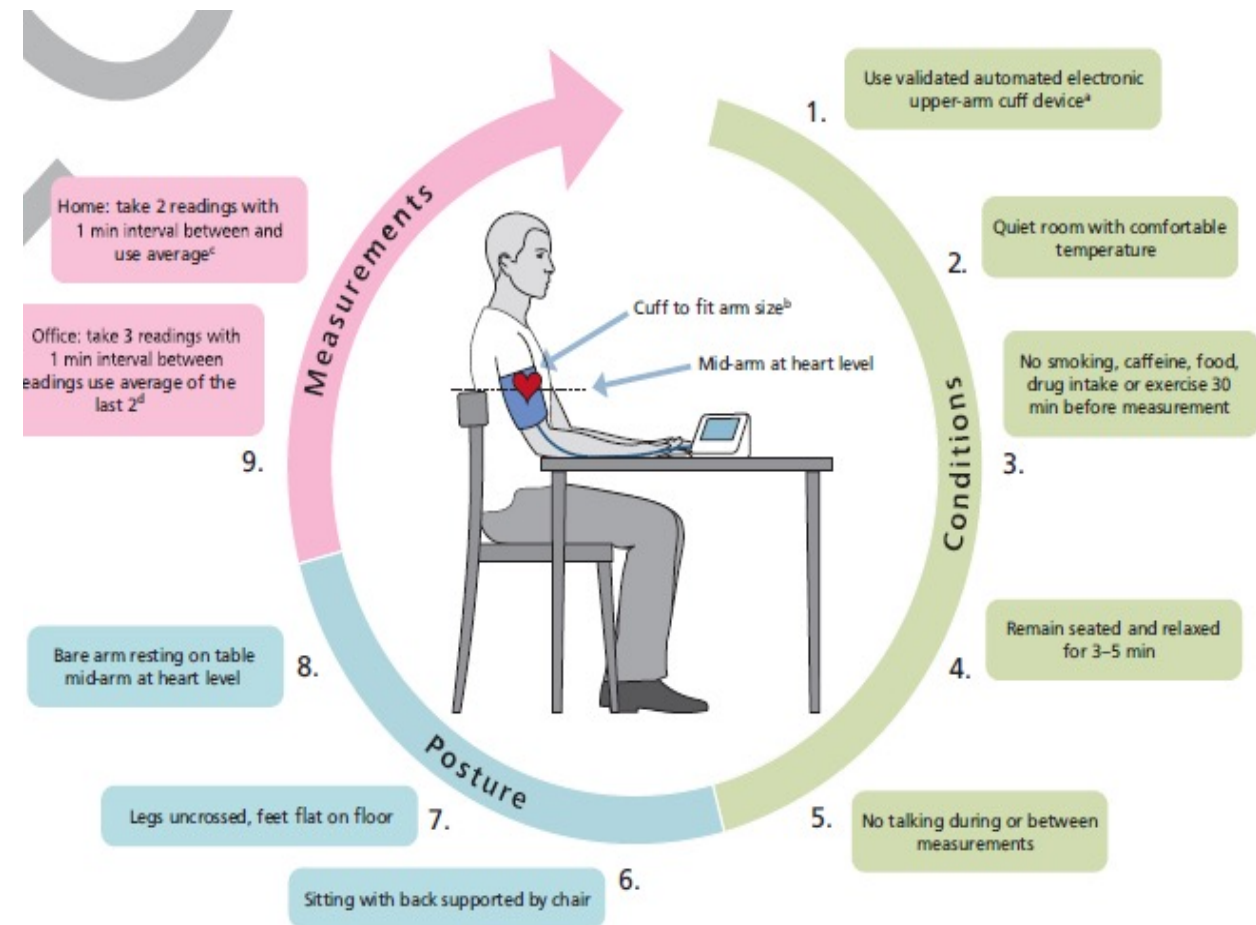 1.
Use validated automated electronic
upper-arm cuff deviceᵃ
2.
Quiet room with comfortable
temperature
3.
No smoking, caffeine, food,
drug intake or exercise 30
min before measurement
Conditions
4.
Remain seated and relaxed
for 3–5 min
5.
No talking during or between
measurements
6.
Sitting with back supported by chair
Posture
7.
Legs uncrossed, feet flat on floor
8.
Bare arm resting on table
mid-arm at heart level
9.
Measurements
Home: take 2 readings with
1 min interval between and
use averageᶜ
Office: take 3 readings with
1 min interval between
eadings use average of the
last 2ᵈ
Cuff to fit arm sizeᵇ
Mid-arm at heart level